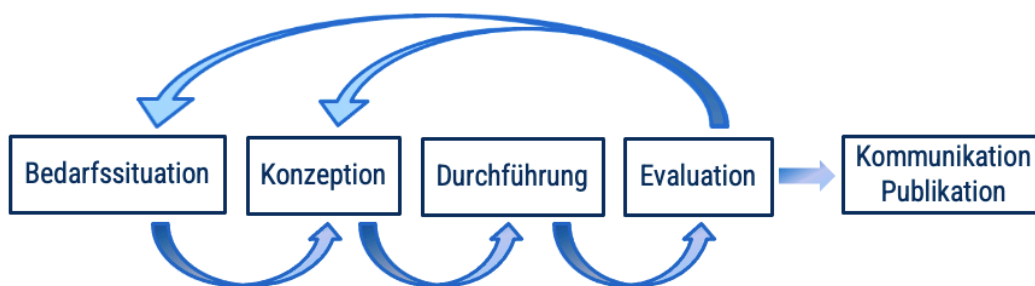 Bedarfssituation
Konzeption
Durchführung
Evaluation
Kommunikation
Publikation